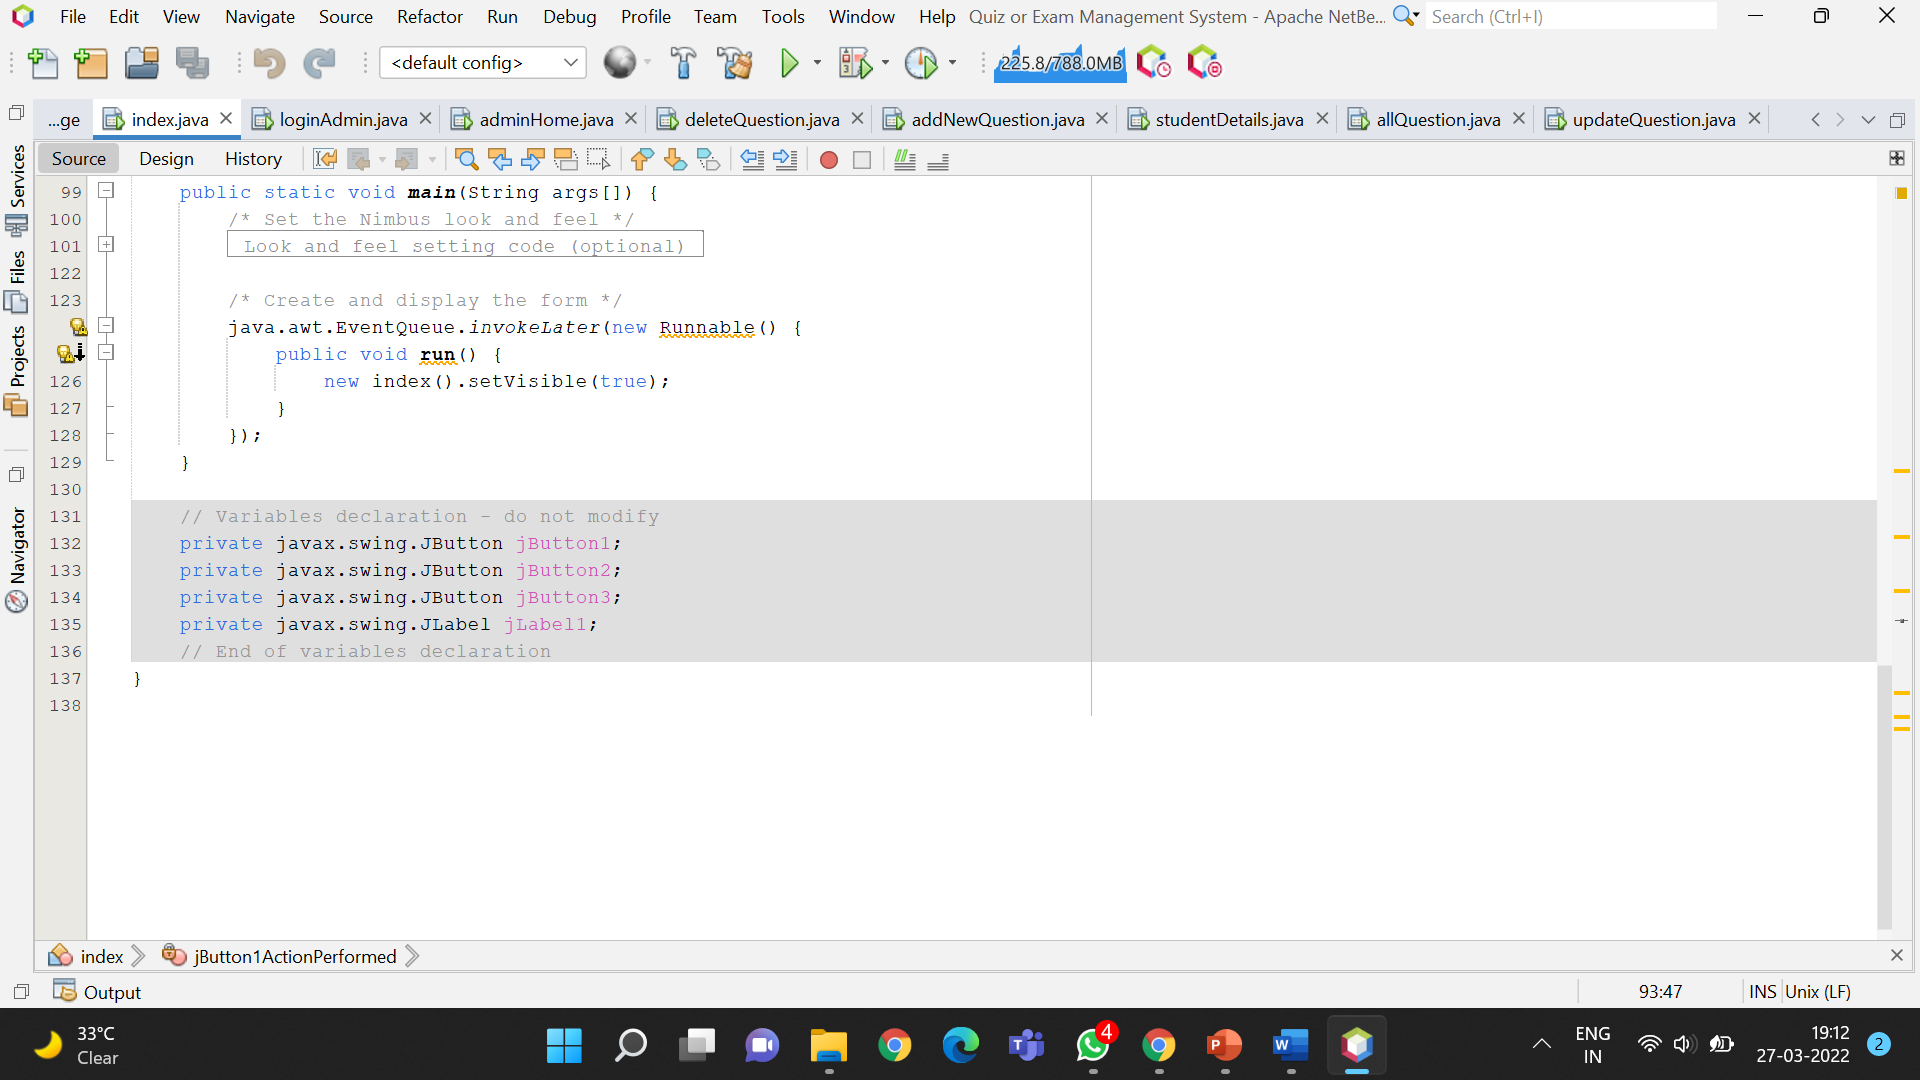 File Edit View Navigate Source Refactor Run Debug Profile Team Tools Window Help Quiz or Exam Management System - Apache NetBe... Search (Ctrl+I)
<default config> 225.8/788.0MB
...ge index.java loginAdmin.java adminHome.java deleteQuestion.java addNewQuestion.java studentDetails.java allQuestion.java updateQuestion.java
Source Design History
Services
Files
Projects
Navigator
99 public static void main(String args[]) {
100 /* Set the Nimbus look and feel */
101 Look and feel setting code (optional)
122
123 /* Create and display the form */
java.awt.EventQueue.invokeLater(new Runnable() {
public void run() {
126 new index().setVisible(true);
127 }
128 });
129 }
130
131 // Variables declaration - do not modify
132 private javax.swing.JButton jButton1;
133 private javax.swing.JButton jButton2;
134 private javax.swing.JButton jButton3;
135 private javax.swing.JLabel jLabel1;
136 // End of variables declaration
137 }
138
index jButton1ActionPerformed
Output 93:47 INS Unix (LF)
33°C
Clear
4
ENG
IN
19:12
27-03-2022
2